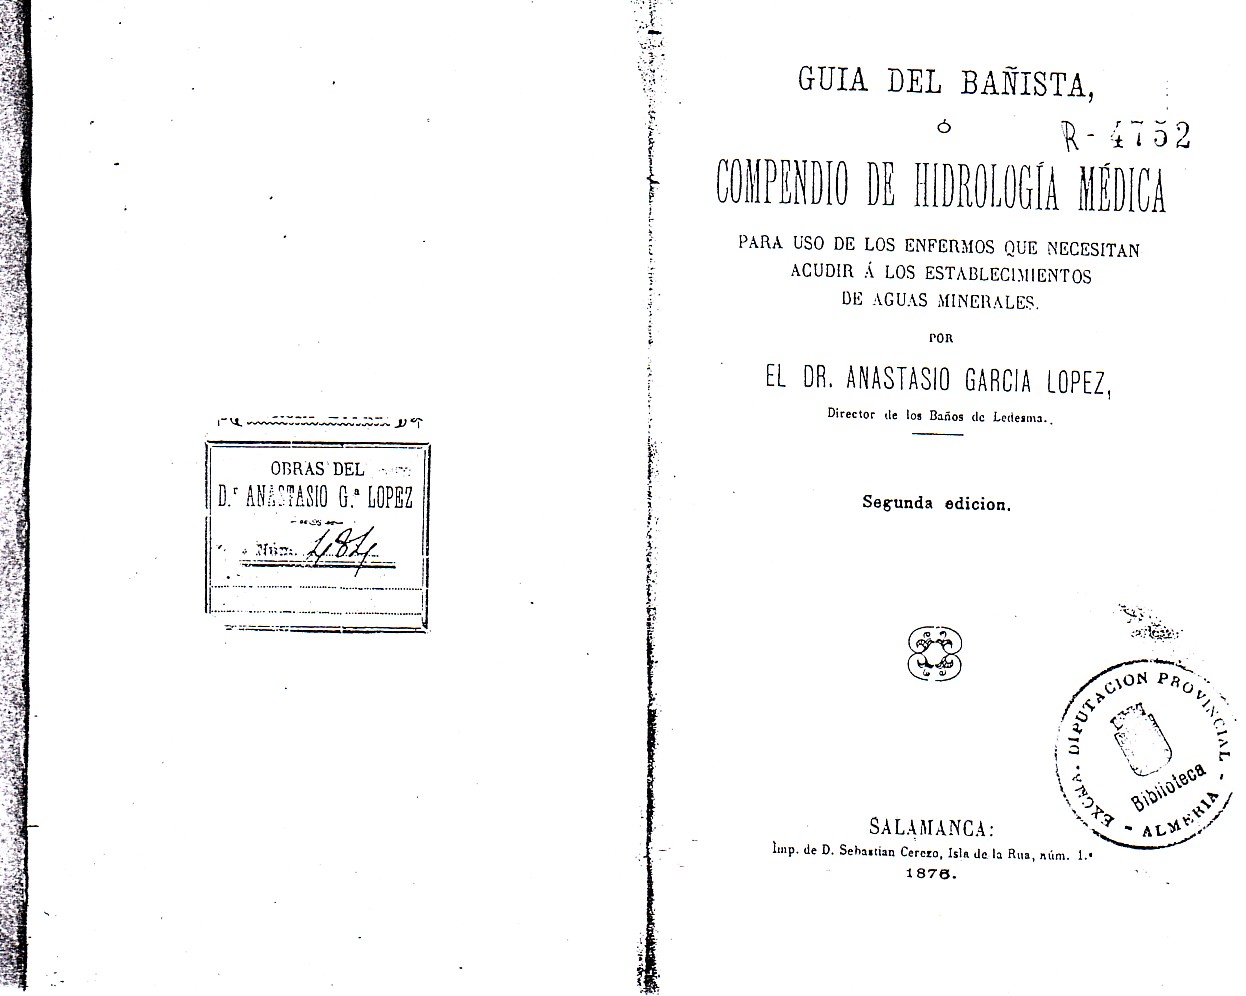 OBRAS DEL
D.r ANASTASIO G.a LOPEZ
Núm. 484
GUIA DEL BAÑISTA,
Ó
R- 4752
COMPENDIO DE HIDROLOGÍA MÉDICA
PARA USO DE LOS ENFERMOS QUE NECESITAN
ACUDIR Á LOS ESTABLECIMIENTOS
DE AGUAS MINERALES.
POR
EL DR. ANASTASIO GARCIA LOPEZ,
Director de los Baños de Ledesma.
Segunda edicion.
EXCMA. DIPUTACION PROVINCIAL
Biblioteca
- ALMERIA -
SALAMANCA:
Imp. de D. Sebastian Cerezo, Isla de la Rua, núm. 1.º
1876.